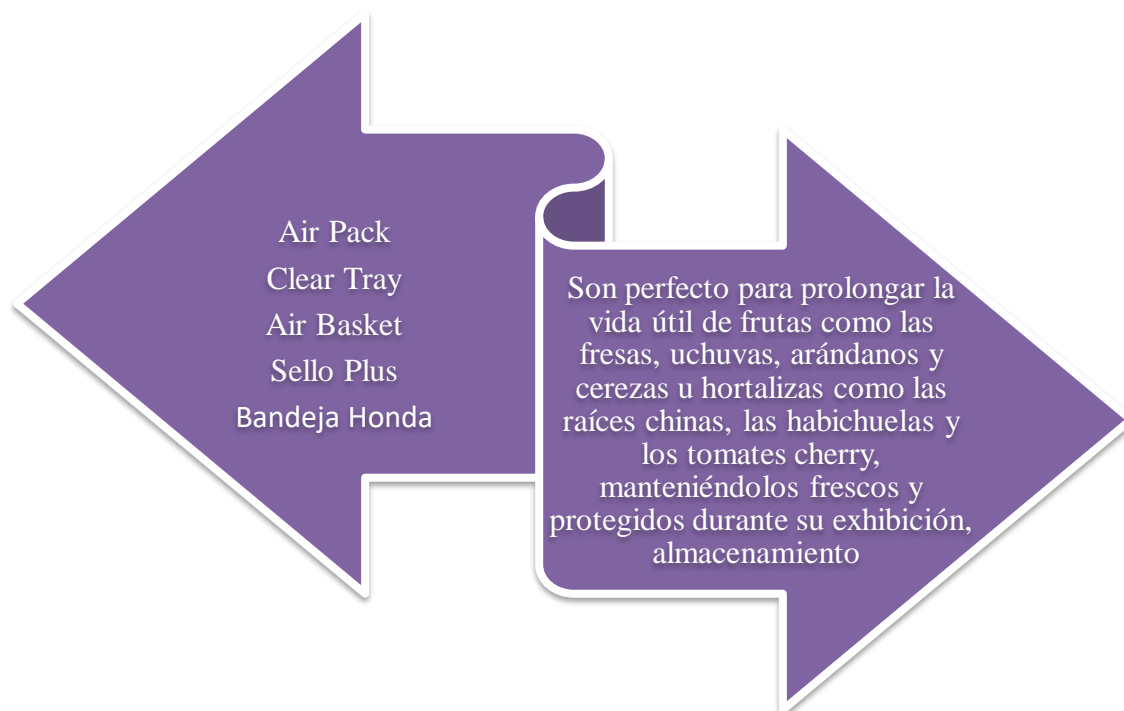 Air Pack
Clear Tray
Air Basket
Sello Plus
Bandeja Honda
Son perfecto para prolongar la
vida útil de frutas como las
fresas, uchuvas, arándanos y
cerezas u hortalizas como las
raíces chinas, las habichuelas y
los tomates cherry,
manteniéndolos frescos y
protegidos durante su exhibición,
almacenamiento